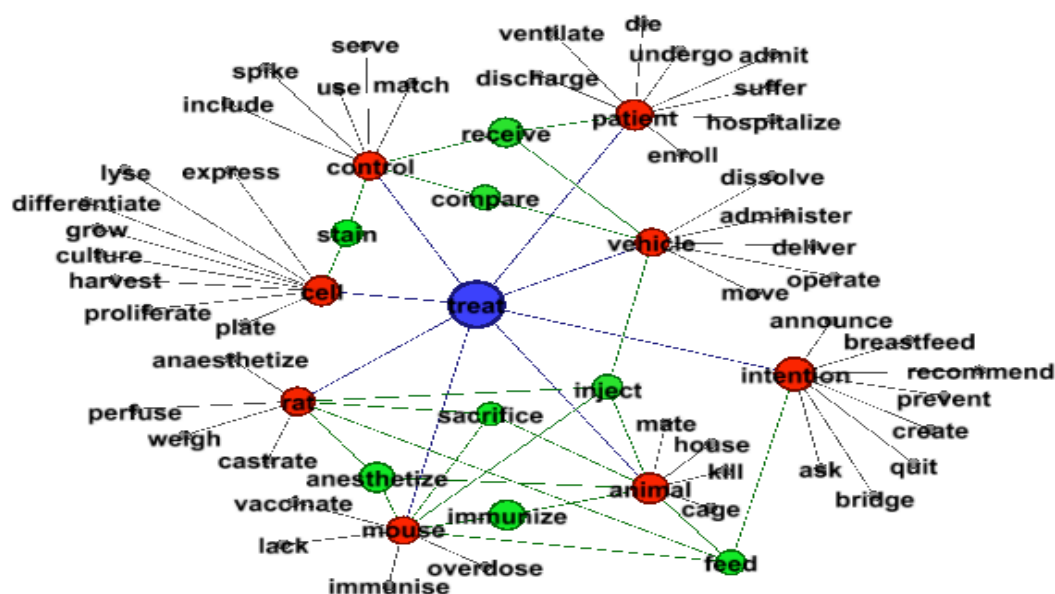 die
ventilate
undergo
admit
serve
spike
use
match
discharge
suffer
include
patient
hospitalize
receive
enroll
control
lyse
express
dissolve
compare
differentiate
administer
grow
stain
vehicle
deliver
culture
harvest
cell
operate
move
treat
proliferate
plate
announce
breastfeed
anaesthetize
intention
recommend
inject
prevent
rat
perfuse
sacrifice
mate
create
weigh
house
castrate
kill
ask
quit
anesthetize
animal
bridge
vaccinate
cage
immunize
mouse
lack
feed
overdose
immunise